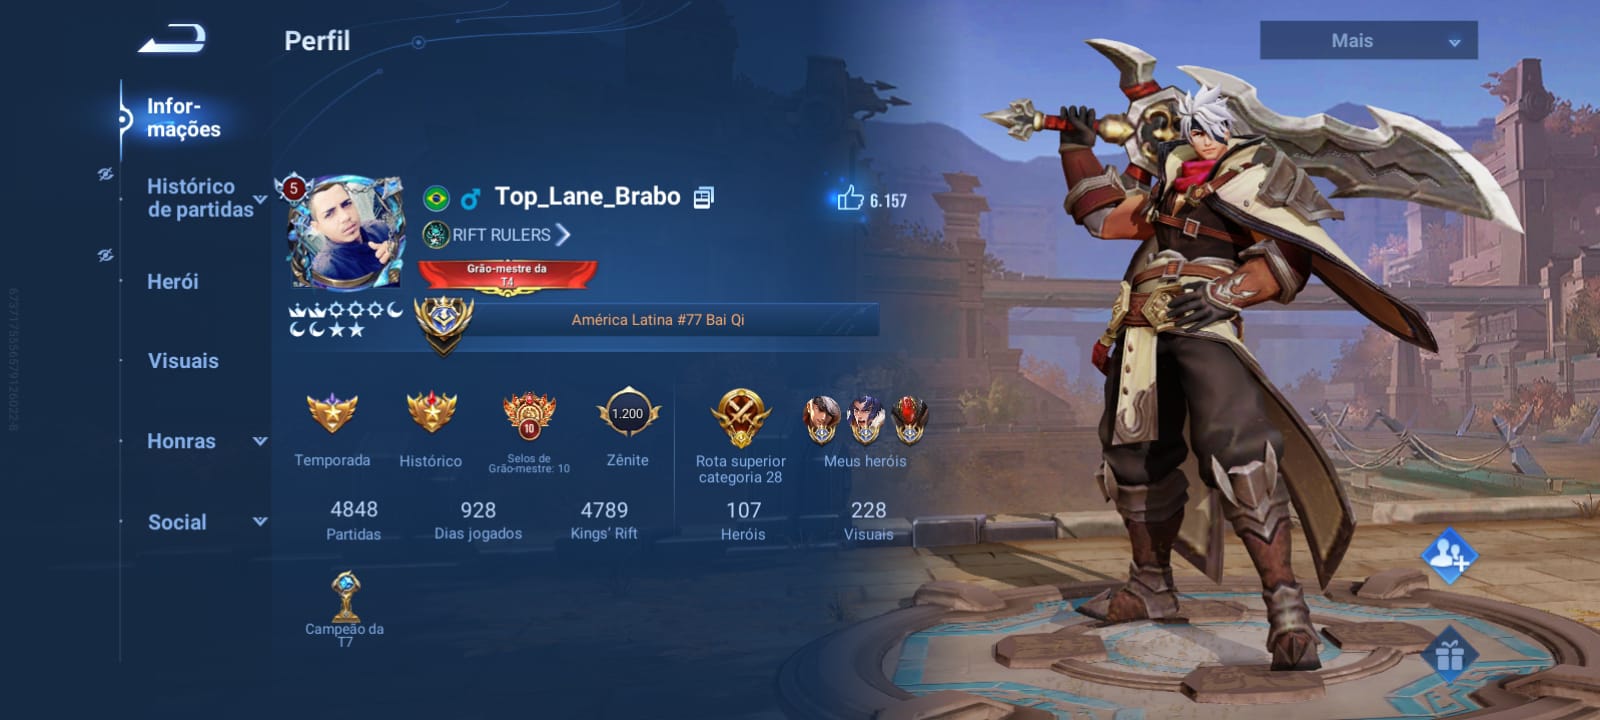 Perfil
Mais
Infor-
mações
Histórico
de partidas
Herói
Visuais
Honras
Social
5
Top_Lane_Brabo
6.157
RIFT RULERS
Grão-mestre da
T4
América Latina #77 Bai Qi
Temporada
Histórico
10
Selos de
Grão-mestre: 10
1.200
Zênite
Rota superior
categoria 28
Meus heróis
4848
Partidas
928
Dias jogados
4789
Kings' Rift
107
Heróis
228
Visuais
Campeão da
T7